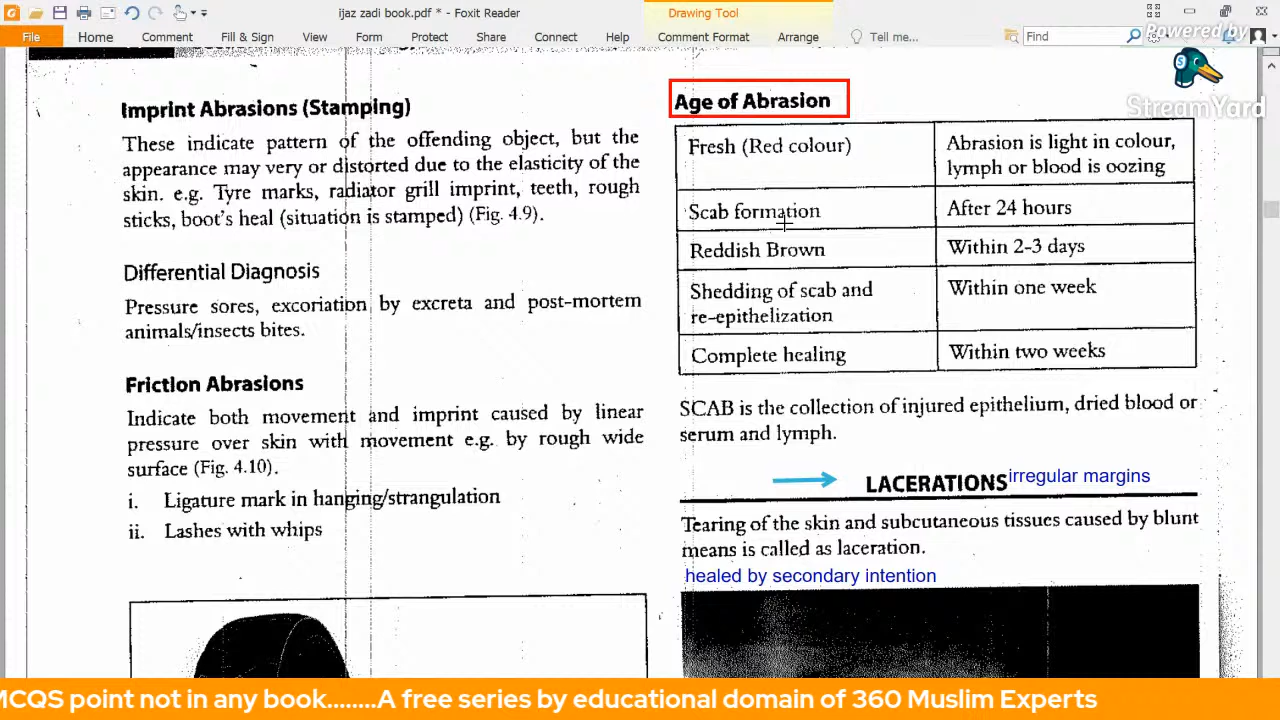 ijaz zadi book.pdf * - Foxit Reader
Drawing Tool
File
Home
Comment
Fill & Sign
View
Form
Protect
Share
Connect
Help
Comment Format
Arrange
Tell me...
Find
Powered by
StreamYard
Imprint Abrasions (Stamping)
These indicate pattern of the offending object, but the
appearance may very or distorted due to the elasticity of the
skin. e.g. Tyre marks, radiator grill imprint, teeth, rough
sticks, boot's heal (situation is stamped) (Fig. 4.9).
Differential Diagnosis
Pressure sores, excoriation by excreta and post-mortem
animals/insects bites.
Friction Abrasions
Indicate both movement and imprint caused by linear
pressure over skin with movement e.g. by rough wide
surface (Fig. 4.10).
i. Ligature mark in hanging/strangulation
ii. Lashes with whips
Age of Abrasion
Fresh (Red colour)
Abrasion is light in colour,
lymph or blood is oozing
Scab formation
After 24 hours
Reddish Brown
Within 2-3 days
Shedding of scab and
re-epithelization
Within one week
Complete healing
Within two weeks
SCAB is the collection of injured epithelium, dried blood or
serum and lymph.
LACERATIONS irregular margins
Tearing of the skin and subcutaneous tissues caused by blunt
means is called as laceration.
healed by secondary intention
MCQS point not in any book........A free series by educational domain of 360 Muslim Experts